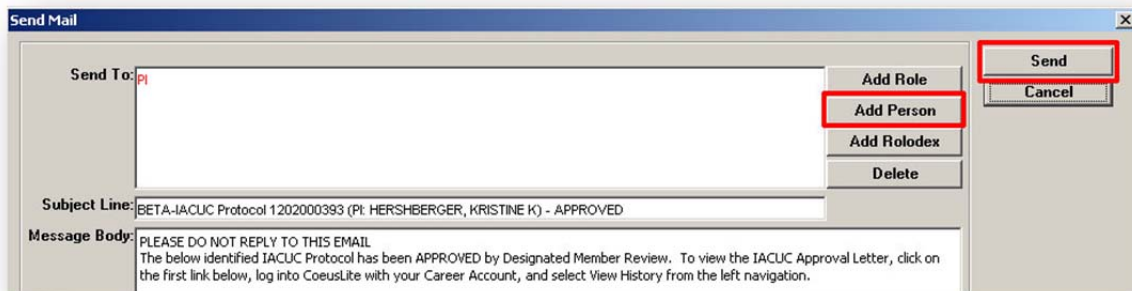 Send Mail
X
Send To: PI
Add Role
Add Person
Add Rolodex
Delete
Send
Cancel
Subject Line: BETA-IACUC Protocol 1202000393 (PI: HERSHBERGER, KRISTINE K) - APPROVED
Message Body: PLEASE DO NOT REPLY TO THIS EMAIL
The below identified IACUC Protocol has been APPROVED by Designated Member Review. To view the IACUC Approval Letter, click on
the first link below, log into CoeusLite with your Career Account, and select View History from the left navigation.